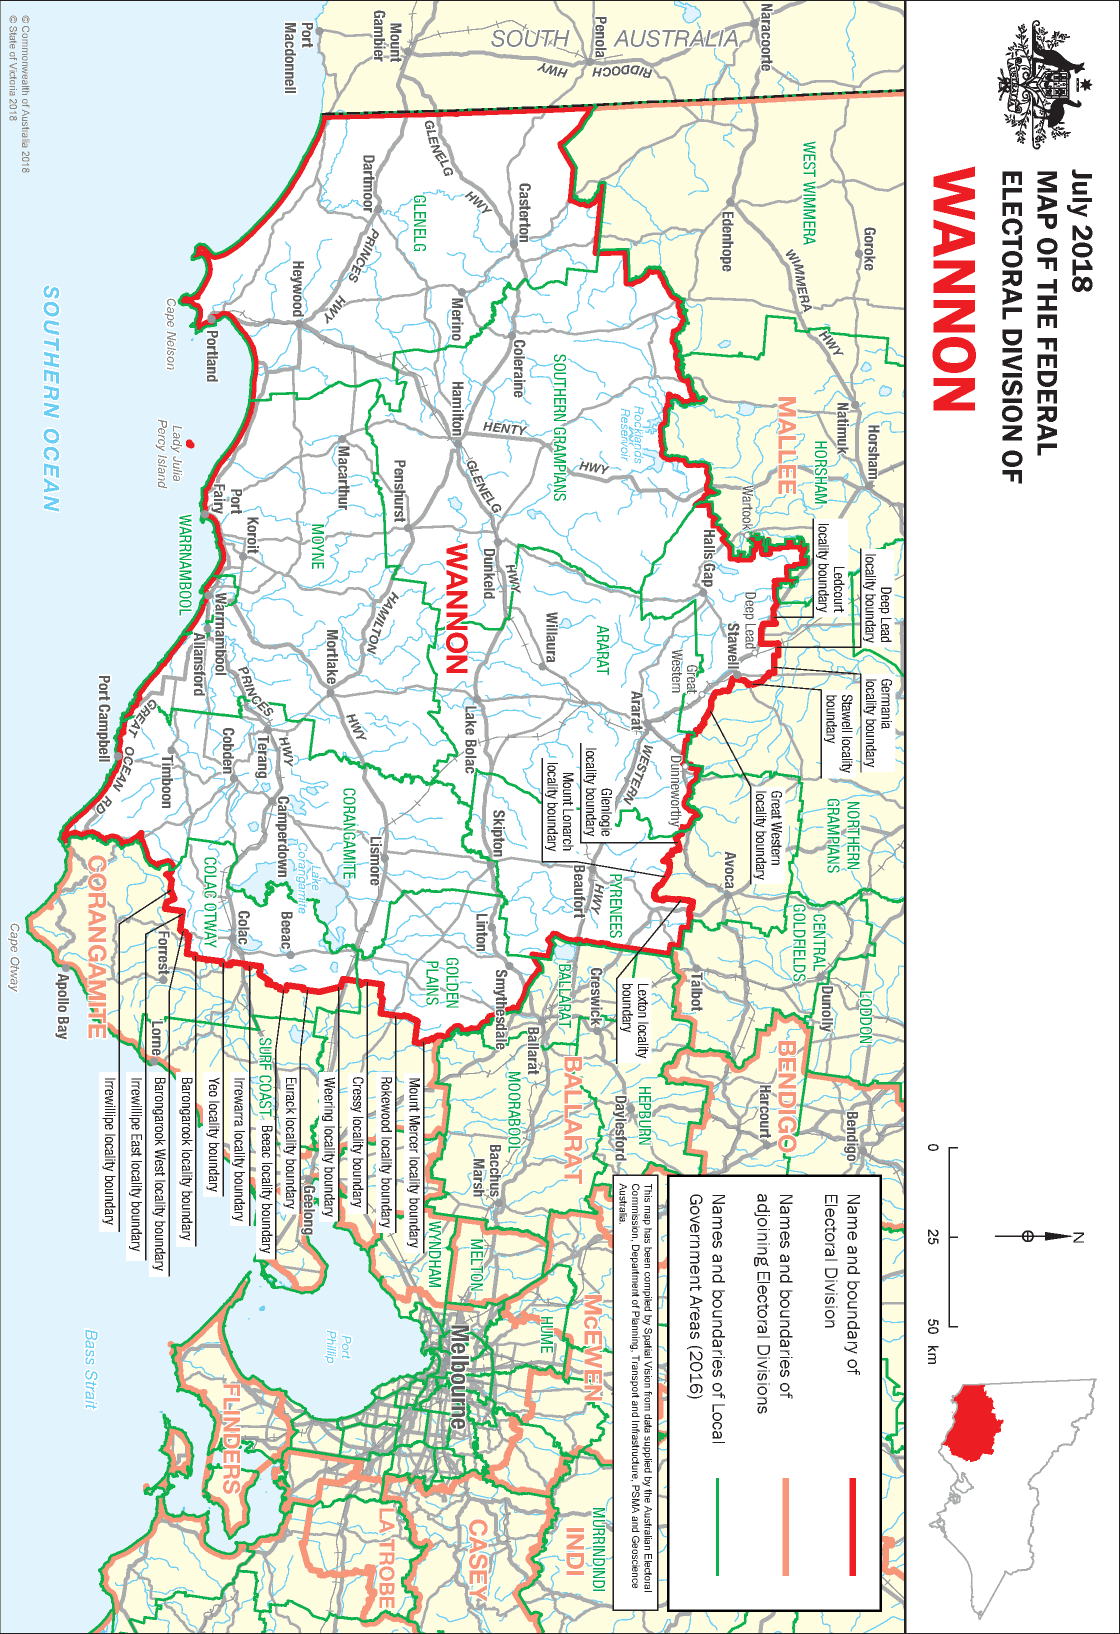 July 2018
MAP OF THE FEDERAL
ELECTORAL DIVISION OF
WANNON
N
0 25 50 km
Name and boundary of
Electoral Division
Names and boundaries of
adjoining Electoral Divisions
Names and boundaries of Local
Government Areas (2016)
This map has been compiled by Spatial Vision from data supplied by the Australian Electoral
Commission, Department of Planning, Transport and Infrastructure, PSMA and Geoscience
Australia.
Naracoorte
SOUTH AUSTRALIA
Penola
RIDDOCH
HWY
Mount
Gambier
Port
Macdonnell
WEST WIMMERA
Goroke
Edenhope
WIMMERA
HWY
Natimuk
Horsham
HORSHAM
MALLEE
Wartook
Ledcourt
locality boundary
Deep Lead
locality boundary
Germania
locality boundary
Stawell locality
boundary
Great Western
locality boundary
NORTHERN
GRAMPIANS
CENTRAL
GOLDFIELDS
LODDON
Dunolly
Avoca
Talbot
BENDIGO
Bendigo
Harcourt
Halls Gap
Deep Lead
Stawell
Great
Western
Ararat
ARARAT
Dunneworthy
WESTERN
HWY
Glenlogie
locality boundary
Mount Lonarch
locality boundary
Lexton locality
boundary
PYRENEES
Beaufort
Creswick
BALLARAT
Ballarat
BALLARAT
HEPBURN
Daylesford
MOORABOOL
Bacchus
Marsh
Casterton
GLENELG
HWY
GLENELG
Dartmoor
PRINCES
HWY
Heywood
Merino
Coleraine
SOUTHERN GRAMPIANS
Rocklands
Reservoir
Hamilton
HENTY
HWY
GLENELG
HWY
Penshurst
Macarthur
Dunkeld
Willaura
WANNON
HAMILTON
HWY
MOYNE
Mortlake
Lake Bolac
Skipton
Linton
Smythesdale
GOLDEN
PLAINS
Lismore
CORANGAMITE
Lake
Corangamite
Portland
Cape Nelson
Lady Julia
Percy Island
Port
Fairy
Koroit
WARRNAMBOOL
Warrnambool
Allansford
PRINCES
HWY
Terang
Cobden
Camperdown
Timboon
Port Campbell
GREAT OCEAN RD
COLAC OTWAY
Colac
Beeac
Forrest
CORANGAMITE
Apollo Bay
Cape Otway
Lorne
SURF COAST
Geelong
Mount Mercer locality boundary
Rokewood locality boundary
Cressy locality boundary
Weering locality boundary
Eurack locality boundary
Beeac locality boundary
Irrewarra locality boundary
Yeo locality boundary
Barongarook locality boundary
Barongarook West locality boundary
Irrewillipe East locality boundary
Irrewillipe locality boundary
WYNDHAM
MELTON
HUME
McEWEN
Melbourne
Port
Phillip
FLINDERS
LA TROBE
CASEY
INDI
MURRINDINDI
SOUTHERN OCEAN
Bass Strait
© Commonwealth of Australia 2018
© State of Victoria 2018